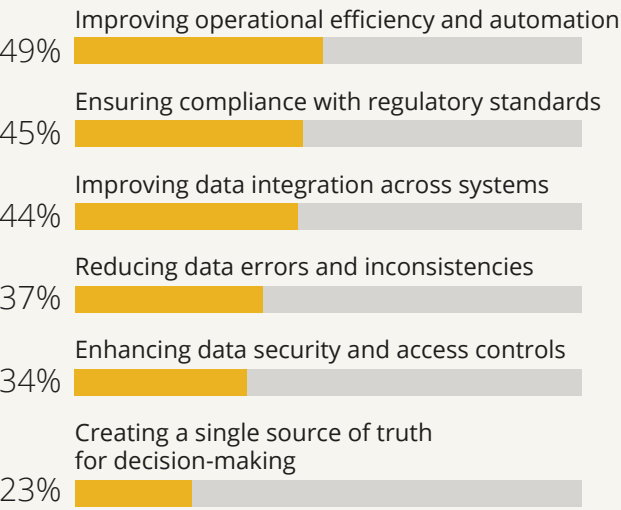 Improving operational efficiency and automation
49%
Ensuring compliance with regulatory standards
45%
Improving data integration across systems
44%
Reducing data errors and inconsistencies
37%
Enhancing data security and access controls
34%
Creating a single source of truth
for decision-making
23%